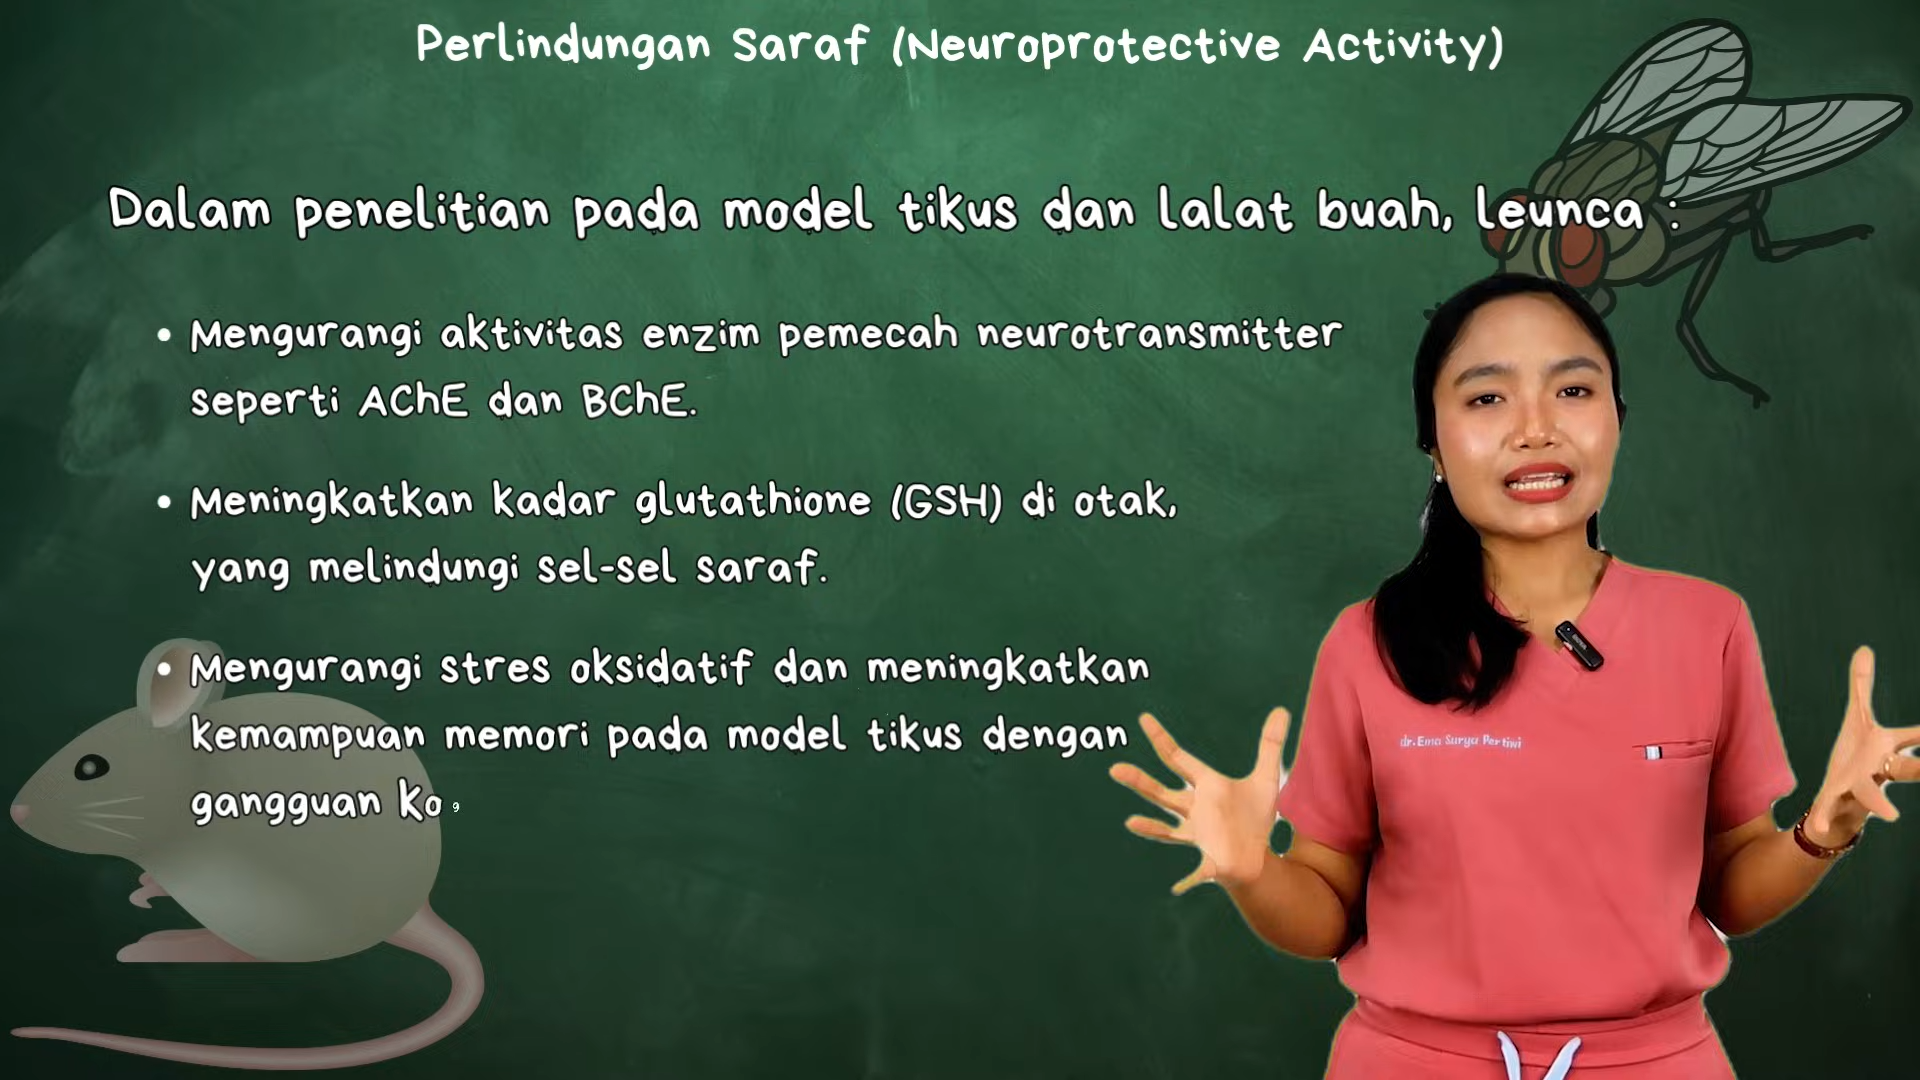 Perlindungan Saraf (Neuroprotective Activity)
Dalam penelitian pada model tikus dan lalat buah, leunca :
• Mengurangi aktivitas enzim pemecah neurotransmitter
seperti AChE dan BChE.
• Meningkatkan kadar glutathione (GSH) di otak,
yang melindungi sel-sel saraf.
• Mengurangi stres oksidatif dan meningkatkan
kemampuan memori pada model tikus dengan
gangguan ko
dr. Ema Surya Pertiwi